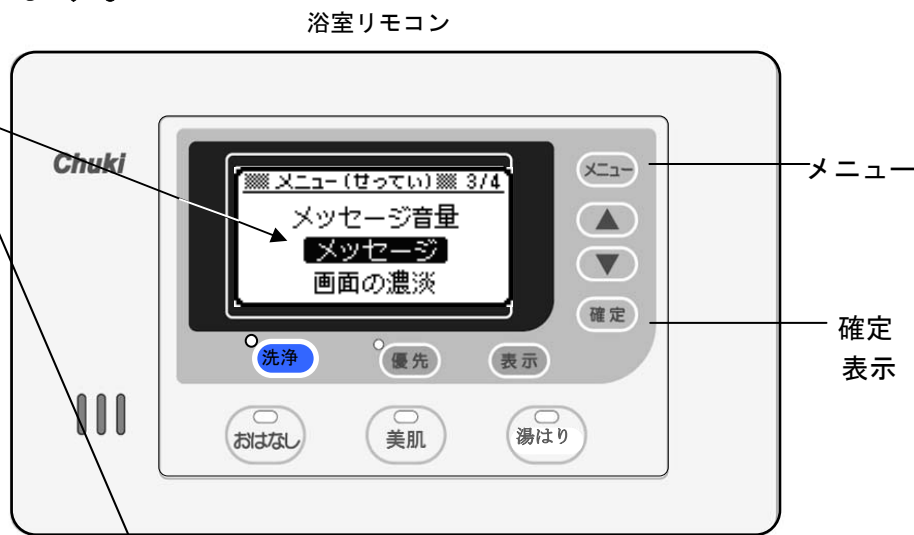 浴室リモコン
Chuki
メニュー(せってい) 3/4
メッセージ音量
メッセージ
画面の濃淡
メニュー
▲
▼
確定
洗浄
優先
表示
おはなし
美肌
湯はり
メニュー
確定
表示